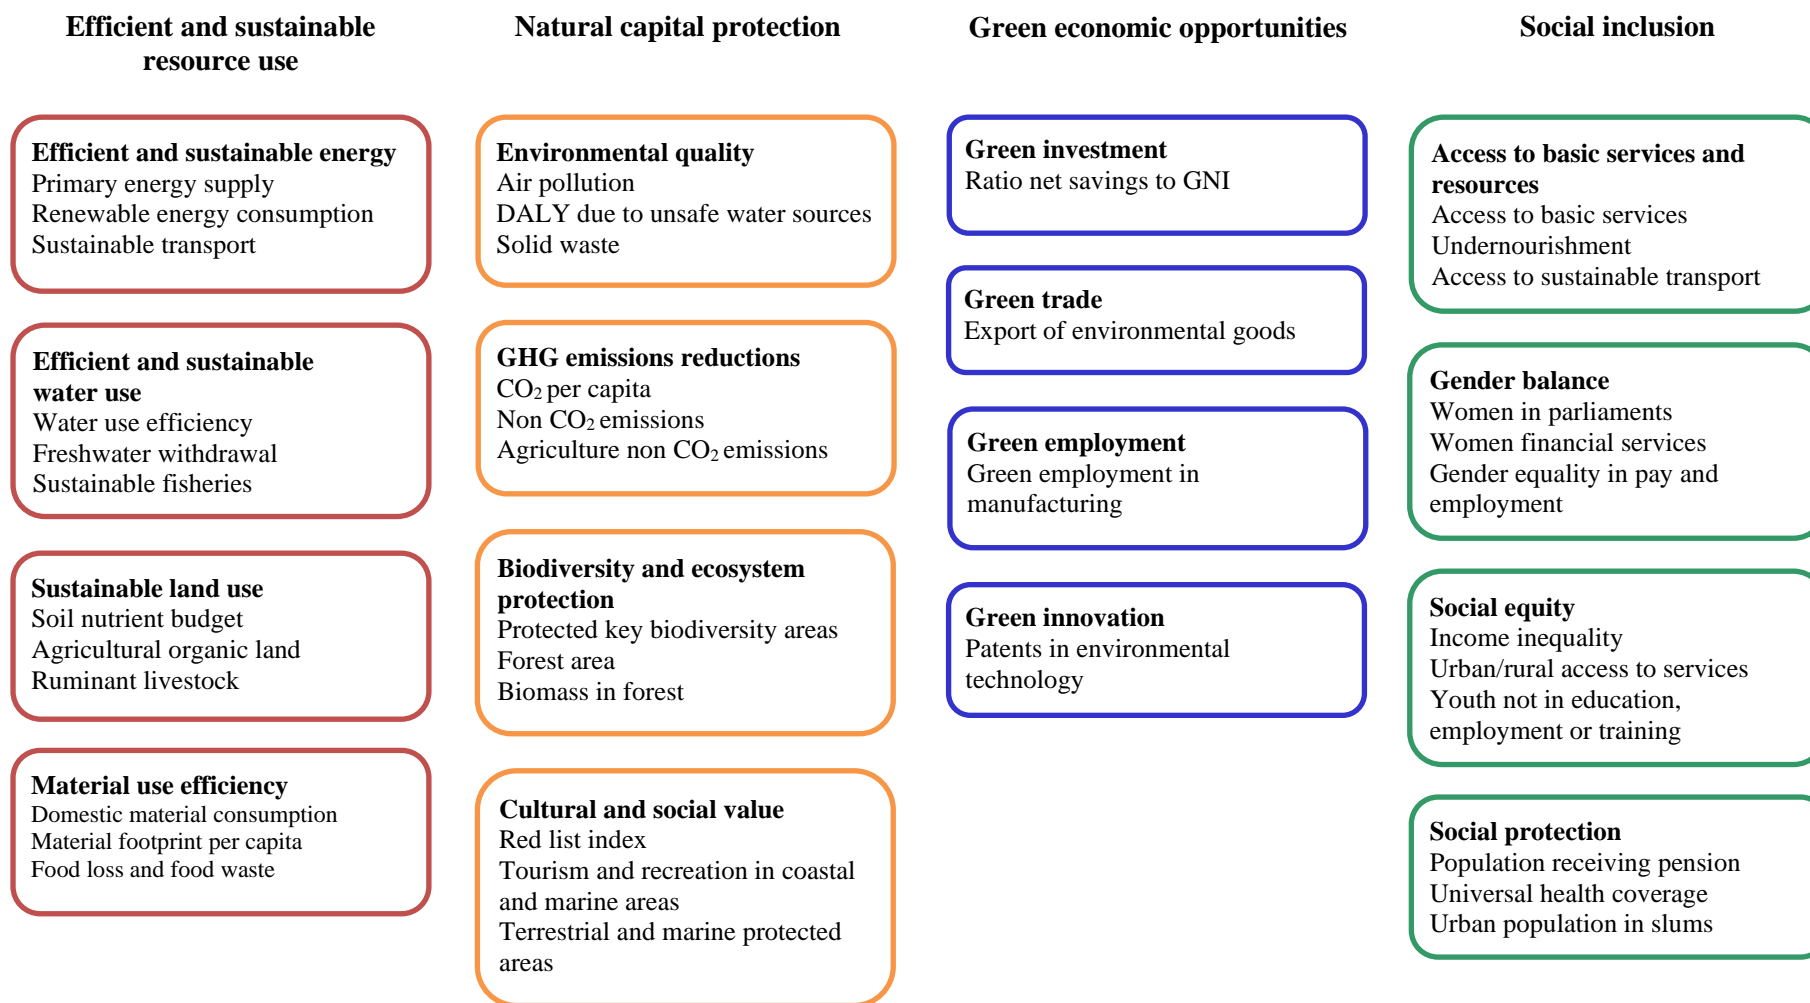 Efficient and sustainable
resource use
Efficient and sustainable energy
Primary energy supply
Renewable energy consumption
Sustainable transport
Efficient and sustainable
water use
Water use efficiency
Freshwater withdrawal
Sustainable fisheries
Sustainable land use
Soil nutrient budget
Agricultural organic land
Ruminant livestock
Material use efficiency
Domestic material consumption
Material footprint per capita
Food loss and food waste
Natural capital protection
Environmental quality
Air pollution
DALY due to unsafe water sources
Solid waste
GHG emissions reductions
CO₂ per capita
Non CO₂ emissions
Agriculture non CO₂ emissions
Biodiversity and ecosystem
protection
Protected key biodiversity areas
Forest area
Biomass in forest
Cultural and social value
Red list index
Tourism and recreation in coastal
and marine areas
Terrestrial and marine protected
areas
Green economic opportunities
Green investment
Ratio net savings to GNI
Green trade
Export of environmental goods
Green employment
Green employment in
manufacturing
Green innovation
Patents in environmental
technology
Social inclusion
Access to basic services and
resources
Access to basic services
Undernourishment
Access to sustainable transport
Gender balance
Women in parliaments
Women financial services
Gender equality in pay and
employment
Social equity
Income inequality
Urban/rural access to services
Youth not in education,
employment or training
Social protection
Population receiving pension
Universal health coverage
Urban population in slums